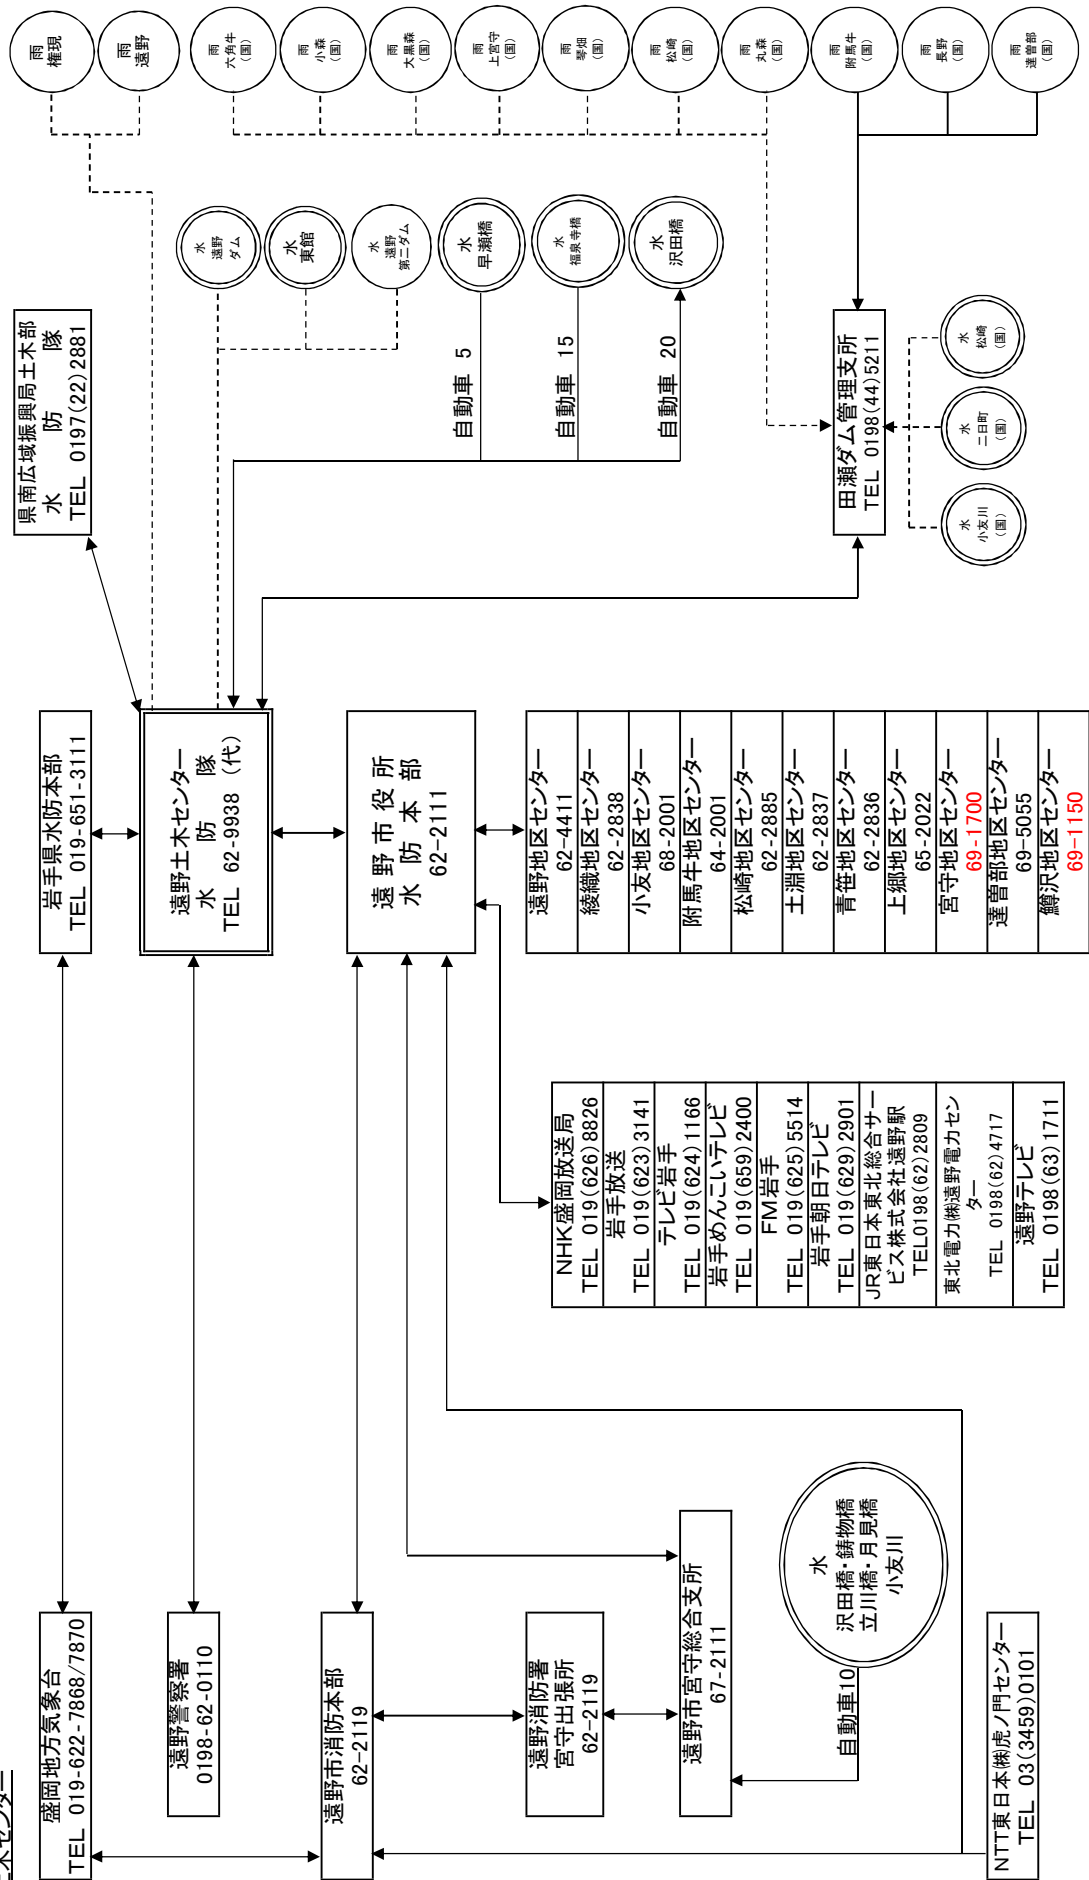 木センター
盛岡地方気象台
TEL 019-622-7868/7870
遠野警察署
0198-62-0110
遠野市消防本部
62-2119
遠野消防署
宮守出張所
62-2119
遠野市宮守総合支所
67-2111
自動車10
水
沢田橋・鋳物橋
立川橋・月見橋
小友川
NTT東日本㈱虎ノ門センター
TEL 03(3459)0101
NHK盛岡放送局
TEL 019(626)8826
岩手放送
TEL 019(623)3141
テレビ岩手
TEL 019(624)1166
岩手めんこいテレビ
TEL 019(659)2400
FM岩手
TEL 019(625)5514
岩手朝日テレビ
TEL 019(629)2901
JR東日本東北総合サー
ビス株式会社遠野駅
TEL0198(62)2809
東北電力㈱遠野電力セン
ター
TEL 0198(62)4717
遠野テレビ
TEL 0198(63)1711
岩手県水防本部
TEL 019-651-3111
遠野土木センター
水 防 隊
TEL 62-9938 (代)
遠野市役所
水防本部
62-2111
遠野地区センター
62-4411
綾織地区センター
62-2838
小友地区センター
68-2001
附馬牛地区センター
64-2001
松崎地区センター
62-2885
土淵地区センター
62-2837
青笹地区センター
62-2836
上郷地区センター
65-2022
宮守地区センター
69-1700
達曽部地区センター
69-5055
鱒沢地区センター
69-1150
県南広域振興局土木部
水 防 隊
TEL 0197(22)2881
自動車 5
自動車 15
自動車 20
田瀬ダム管理支所
TEL 0198(44)5211
水
小友川
(国)
水
二日町
(国)
水
松崎
(国)
水
遠野
ダム
水
東館
水
遠野
第二ダム
水
早瀬橋
水
福泉寺橋
水
沢田橋
雨
権現
雨
遠野
雨
六角牛
(国)
雨
小森
(国)
雨
大黒森
(国)
雨
上宮守
(国)
雨
琴畑
(国)
雨
松崎
(国)
雨
丸森
(国)
雨
附馬牛
(国)
雨
長野
(国)
雨
達曽部
(国)